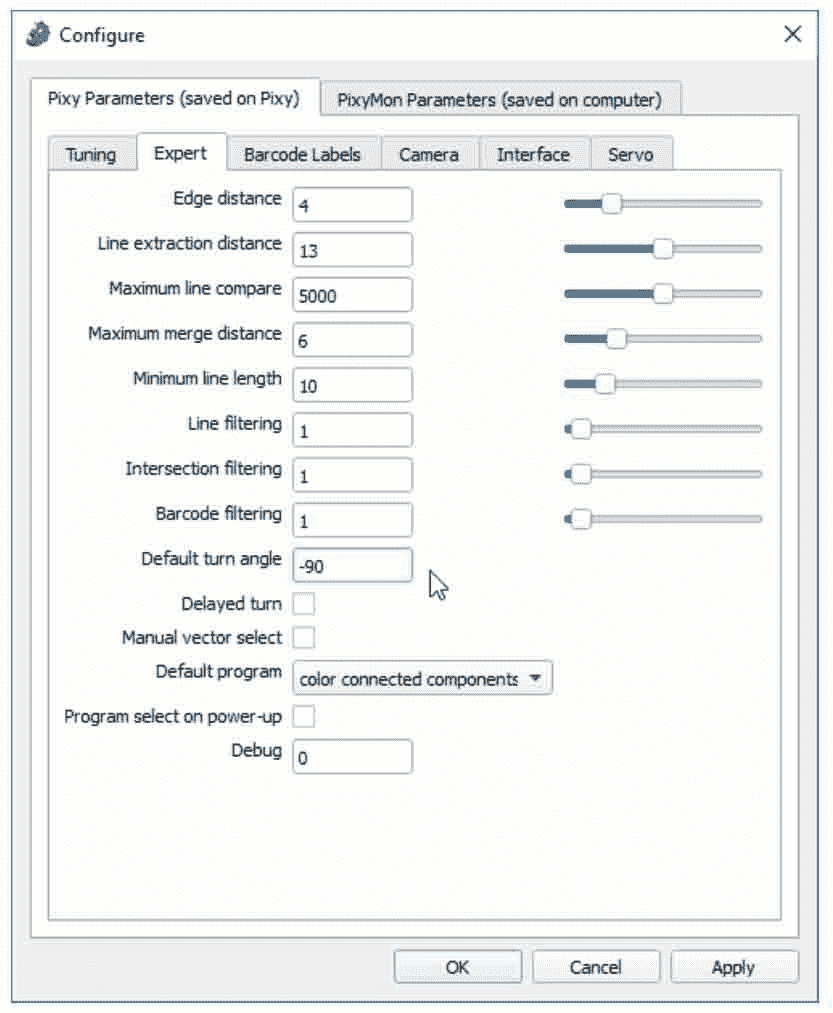 Configure
Pixy Parameters (saved on Pixy) PixyMon Parameters (saved on computer)
Tuning Expert Barcode Labels Camera Interface Servo
Edge distance 4
Line extraction distance 13
Maximum line compare 5000
Maximum merge distance 6
Minimum line length 10
Line filtering 1
Intersection filtering 1
Barcode filtering 1
Default turn angle -90
Delayed turn
Manual vector select
Default program color connected components
Program select on power-up
Debug 0
OK Cancel Apply